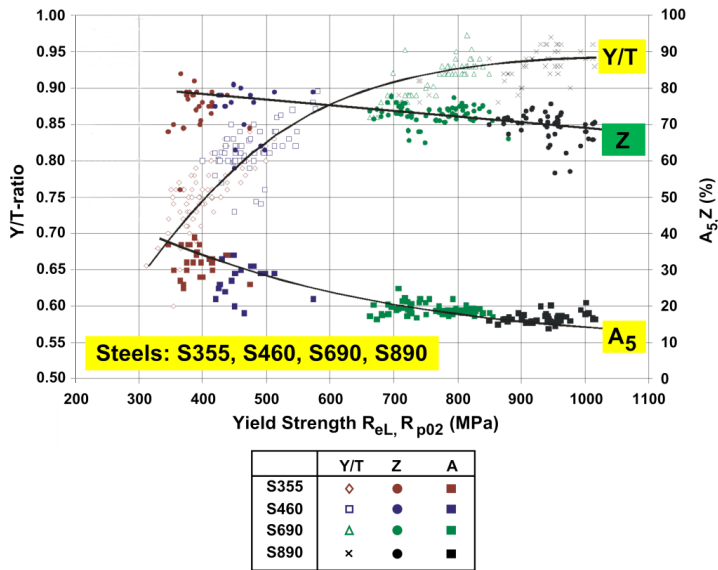 1.00
0.95
0.90
0.85
0.80
0.75
0.70
0.65
0.60
0.55
0.50
Y/T-ratio
100
90
80
70
60
50
40
30
20
10
0
A5,Z (%)
Y/T
Z
A5
Steels: S355, S460, S690, S890
200 300 400 500 600 700 800 900 1000 1100
Yield Strength ReL, Rp02 (MPa)
Y/T Z A
S355
S460
S690
S890